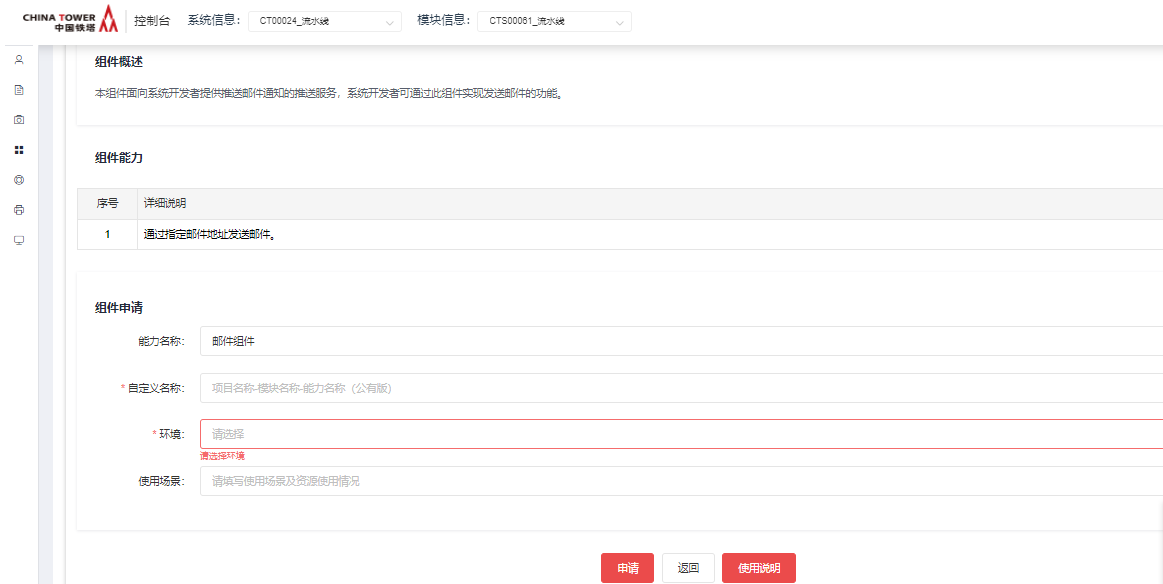 CHINA TOWER
中国铁塔
控制台 系统信息： CT00024_流水线 模块信息： CTS00061_流水线
组件概述
本组件面向系统开发者提供推送邮件通知的推送服务，系统开发者可通过此组件实现发送邮件的功能。
组件能力
序号 详细说明
1 通过指定邮件地址发送邮件。
组件申请
能力名称： 邮件组件
* 自定义名称： 项目名称-模块名称-能力名称（公有版）
* 环境： 请选择
请选择环境
使用场景： 请填写使用场景及资源使用情况
申请 返回 使用说明